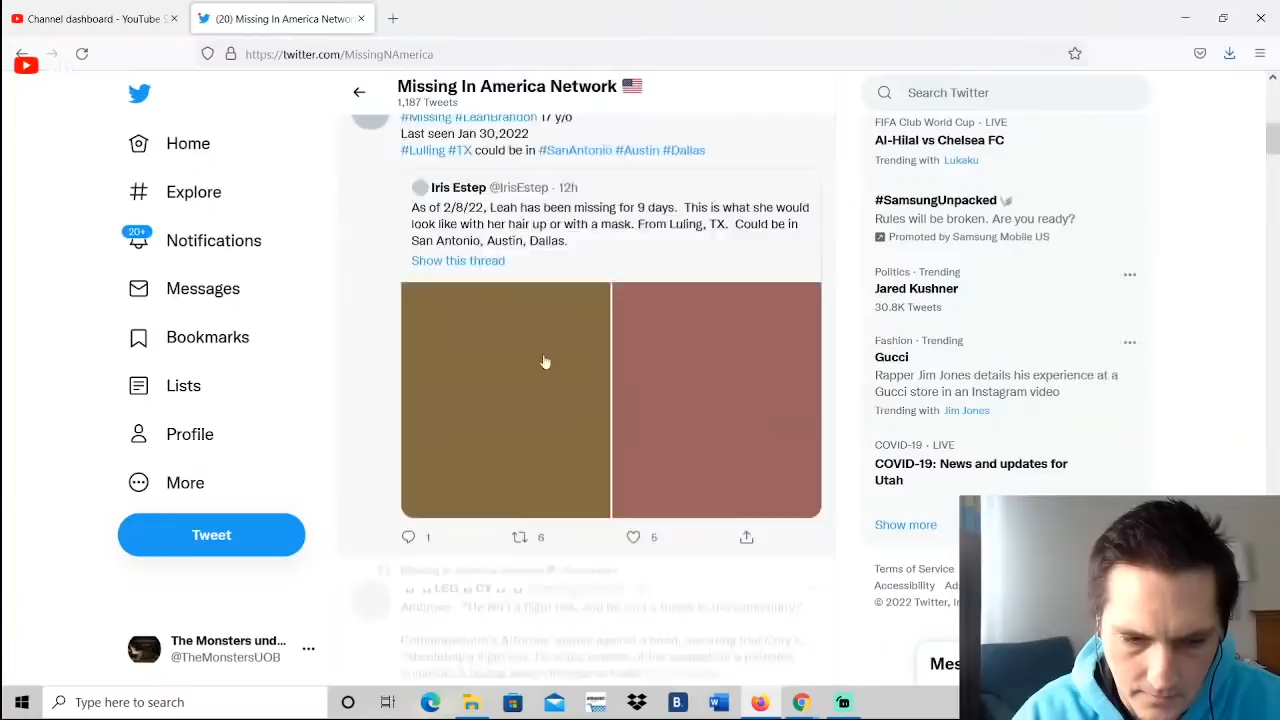 Channel dashboard - YouTube S
(20) Missing In America Networ
https://twitter.com/MissingNAmerica
Missing In America Network
1,187 Tweets
Search Twitter
Home
Explore
20+
Notifications
Messages
Bookmarks
Lists
Profile
More
Tweet
The Monsters und...
@TheMonstersUOB
#Missing #LeahBrandon 17 y/o
Last seen Jan 30,2022
#Lulling #TX could be in #SanAntonio #Austin #Dallas
Iris Estep @IrisEstep · 12h
As of 2/8/22, Leah has been missing for 9 days. This is what she would
look like with her hair up or with a mask. From Luling, TX. Could be in
San Antonio, Austin, Dallas.
Show this thread
1
6
5
FIFA Club World Cup · LIVE
Al-Hilal vs Chelsea FC
Trending with Lukaku
#SamsungUnpacked
Rules will be broken. Are you ready?
Promoted by Samsung Mobile US
Politics · Trending
Jared Kushner
30.8K Tweets
Fashion · Trending
Gucci
Rapper Jim Jones details his experience at a
Gucci store in an Instagram video
Trending with Jim Jones
COVID-19 · LIVE
COVID-19: News and updates for
Utah
Show more
Terms of Service
Accessibility
© 2022 Twitter,
Type here to search